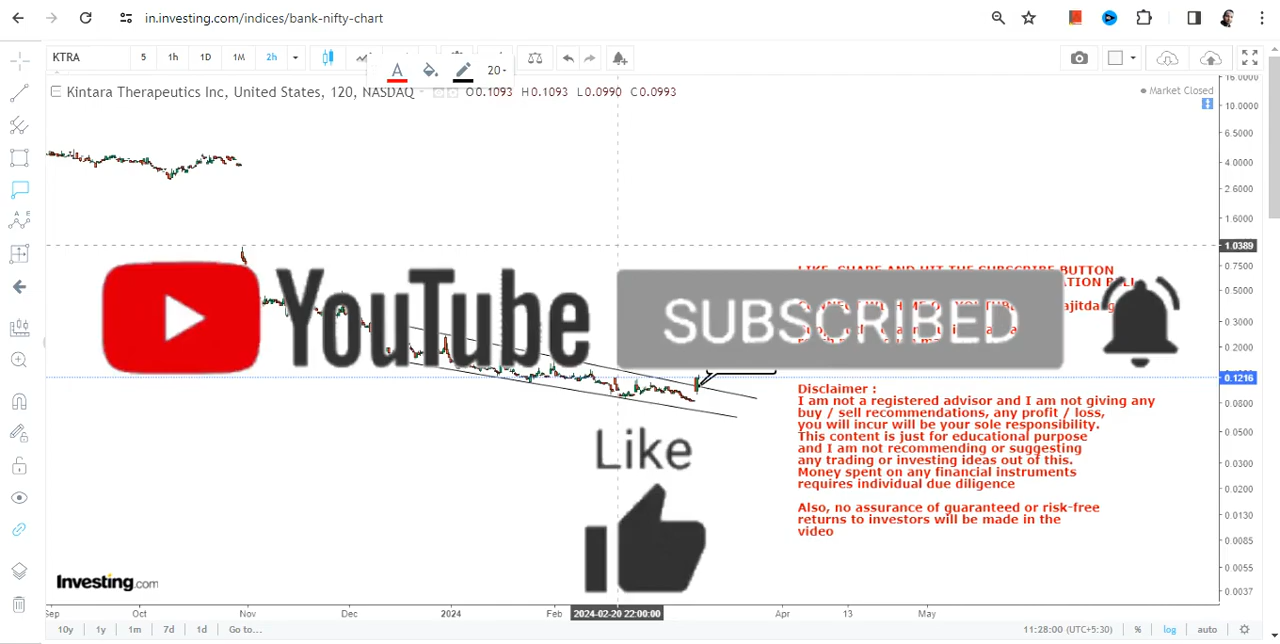 in.investing.com/indices/bank-nifty-chart
KTRA 5 1h 1D 1M 2h
A 20
Kintara Therapeutics Inc, United States, 120, NASDAQ O0.1093 H0.1093 L0.0990 C0.0993
Market Closed
16.0000
10.0000
6.5000
4.0000
2.6000
1.6000
1.0389
0.7500
0.5000
0.3000
0.2000
0.1216
0.0800
0.0500
0.0300
0.0200
0.0130
0.0085
0.0055
0.0037
LIKE, SHARE AND HIT THE SUBSCRIBE BUTTON
YouTube SUBSCRIBED
Disclaimer :
I am not a registered advisor and I am not giving any
buy / sell recommendations, any profit / loss,
you will incur will be your sole responsibility.
This content is just for educational purpose
and I am not recommending or suggesting
any trading or investing ideas out of this.
Money spent on any financial instruments
requires individual due diligence
Also, no assurance of guaranteed or risk-free
returns to investors will be made in the
video
Like
Investing.com
Sep Oct Nov Dec 2024 Feb 2024-02-20 22:00:00 Apr 13 May
10y 1y 1m 7d 1d Go to... 11:28:00 (UTC+5:30) % log auto